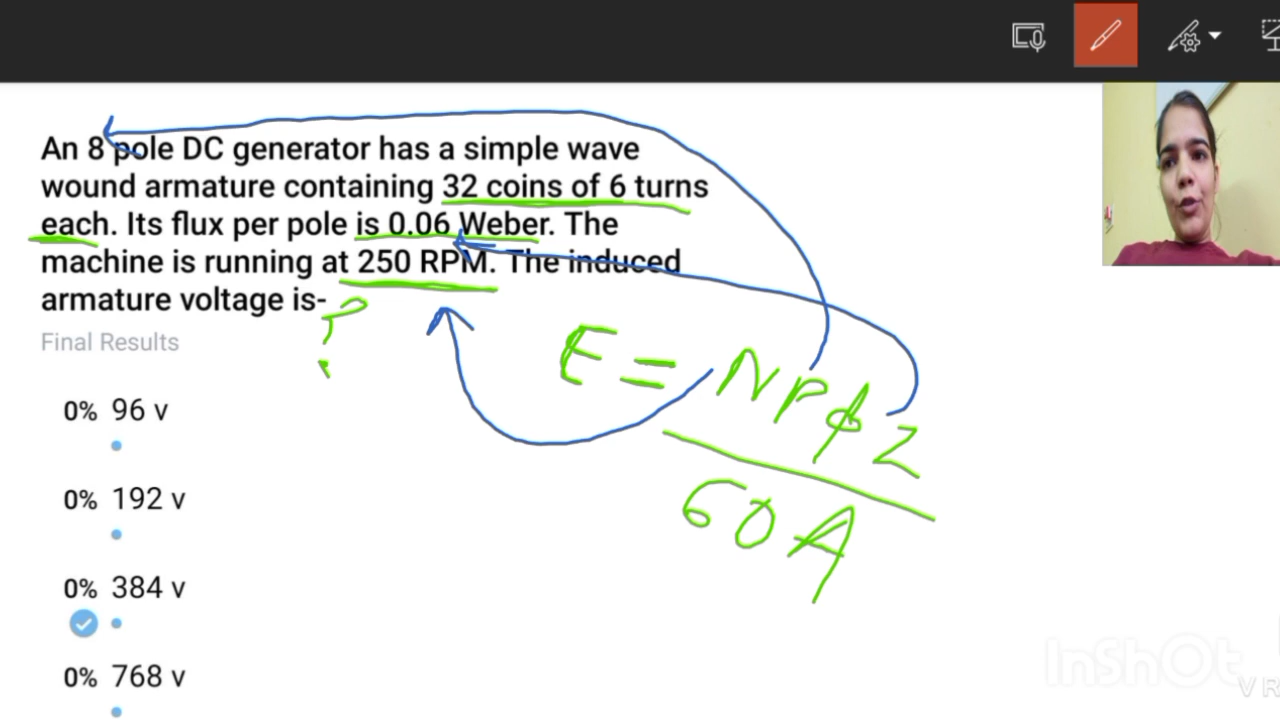 An 8 pole DC generator has a simple wave
wound armature containing 32 coins of 6 turns
each. Its flux per pole is 0.06 Weber. The
machine is running at 250 RPM. The induced
armature voltage is-
?
Final Results
E = NPϕZ
60A
0% 96 v
0% 192 v
0% 384 v
0% 768 v
InShOt
V R